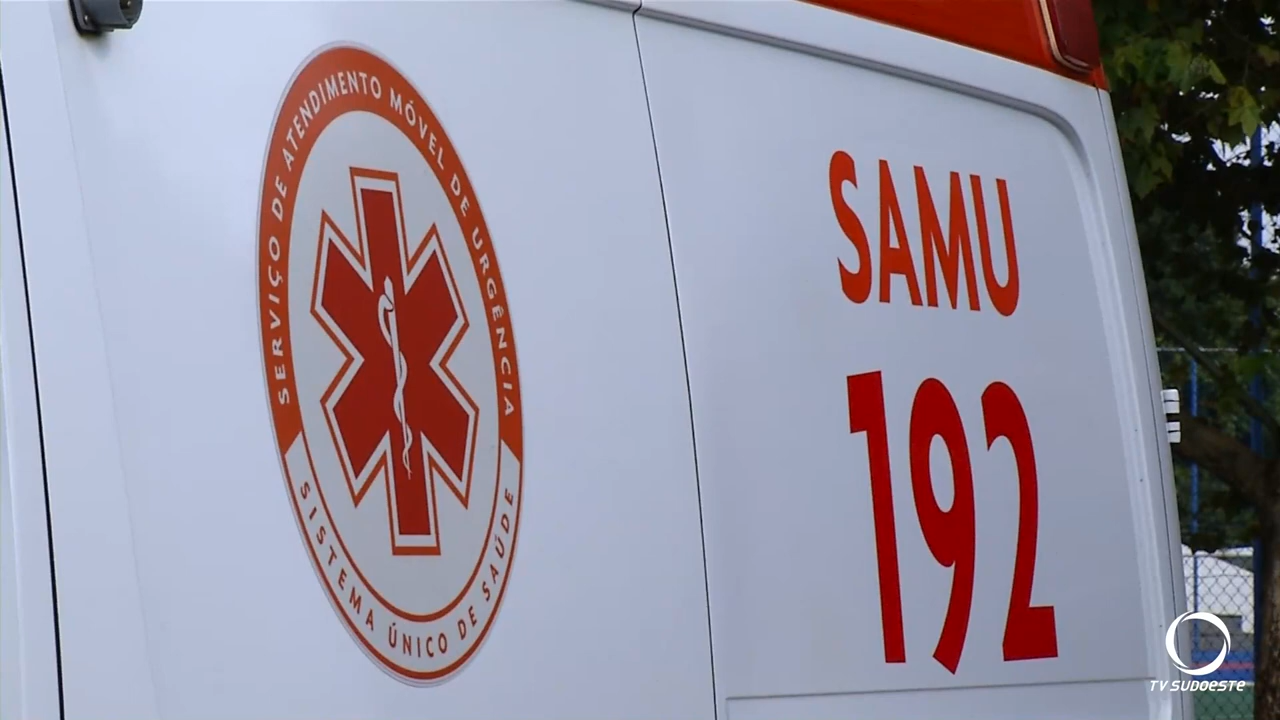 SERVIÇO DE ATENDIMENTO MÓVEL DE URGÊNCIA
SISTEMA ÚNICO DE SAÚDE
SAMU
192
TV SUDOESTE